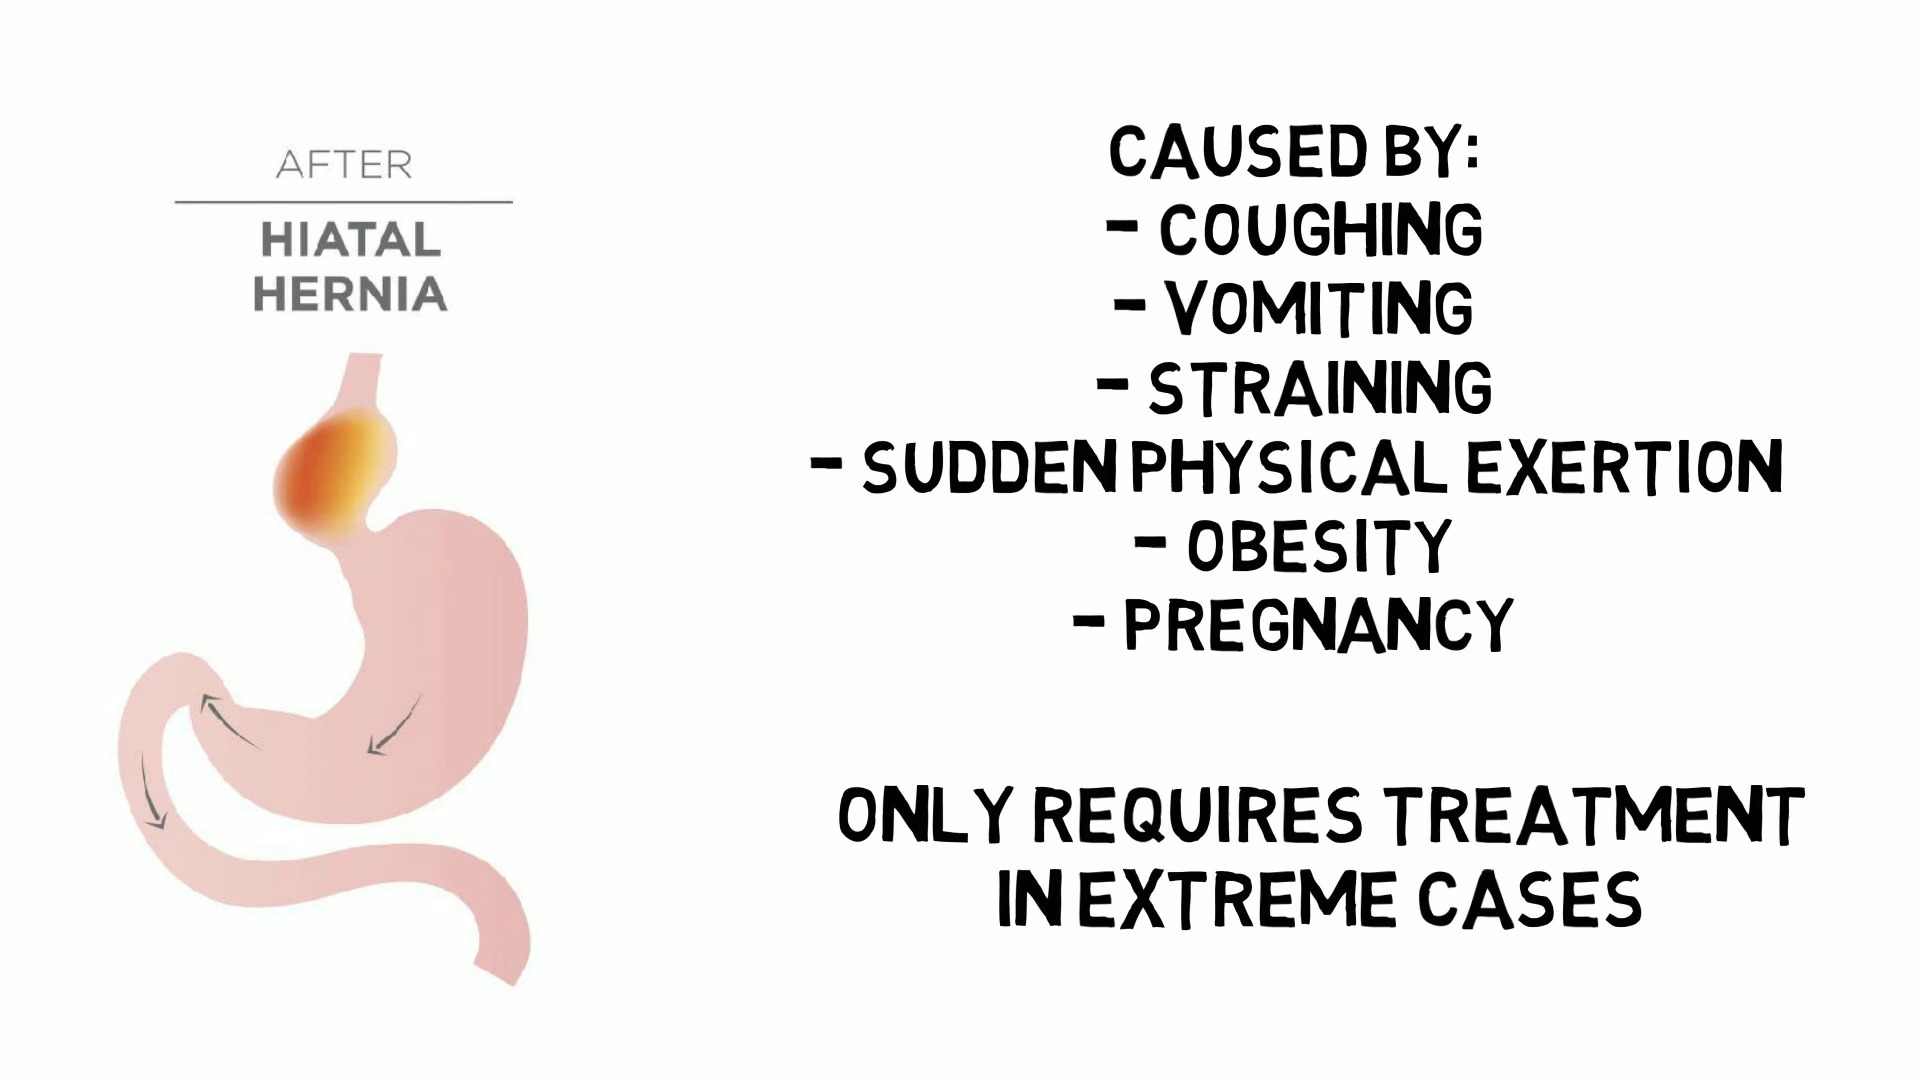 AFTER
HIATAL
HERNIA
CAUSED BY:
- COUGHING
- VOMITING
- STRAINING
- SUDDEN PHYSICAL EXERTION
- OBESITY
- PREGNANCY
ONLY REQUIRES TREATMENT
IN EXTREME CASES